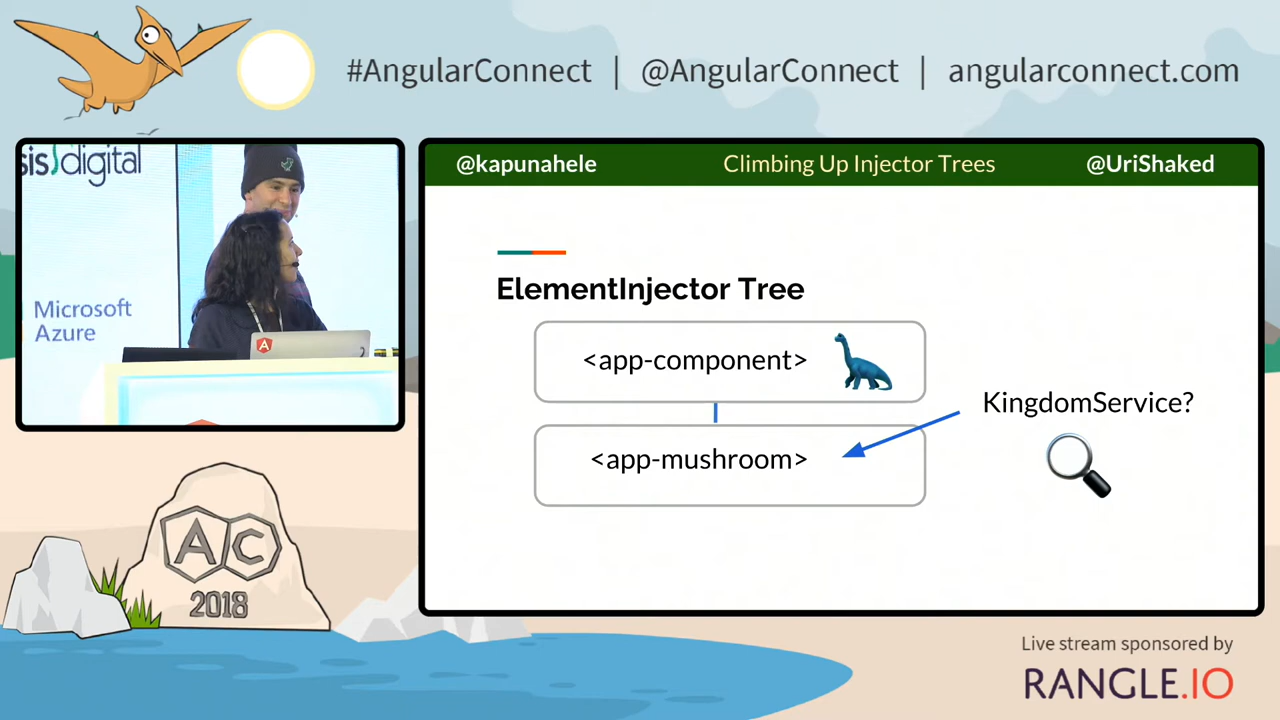 #AngularConnect | @AngularConnect | angularconnect.com
sis digital
Microsoft
Azure
@kapunahele Climbing Up Injector Trees @UriShaked
ElementInjector Tree
<app-component>
KingdomService?
<app-mushroom>
A
AC
2018
Live stream sponsored by
RANGLE.IO